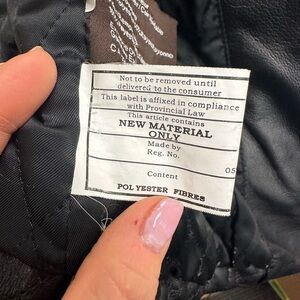 Not to be removed until
delivered to the consumer
This label is affixed in compliance
with Provincial Law
This article contains
NEW MATERIAL
ONLY
Made by
Reg. No.
05
Content
POLYESTER FIBRES